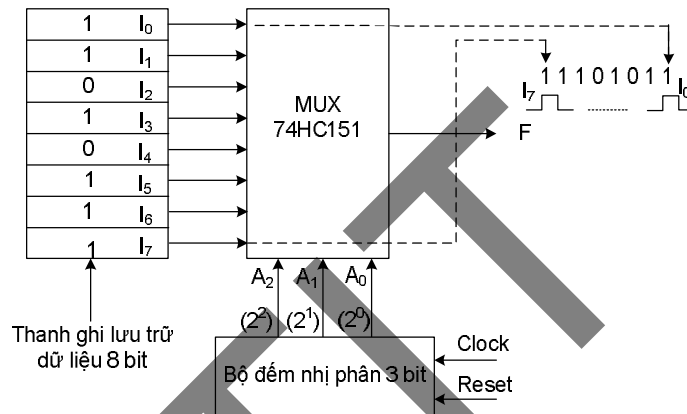 1 I0
1 I1
0 I2
1 I3
0 I4
1 I5
1 I6
1 I7
MUX
74HC151
1 1 1 0 1 0 1 1
I7 ........ I0
F
A2 A1 A0
(2²) (2¹) (2⁰)
Thanh ghi lưu trữ
dữ liệu 8 bit
Bộ đếm nhị phân 3 bit
Clock
Reset